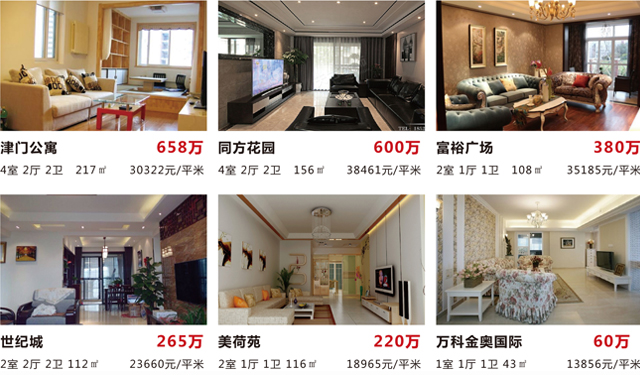 TEL: 181
津门公寓 658万
4室 2厅 2卫 217㎡ 30322元/平米
同方花园 600万
4室 2厅 2卫 156㎡ 38461元/平米
富裕广场 380万
2室 1厅 1卫 108㎡ 35185元/平米
世纪城 265万
2室 2厅 2卫 112㎡ 23660元/平米
美荷苑 220万
2室 1厅 1卫 116㎡ 18965元/平米
万科金奥国际 60万
1室 1厅 1卫 43㎡ 13856元/平米